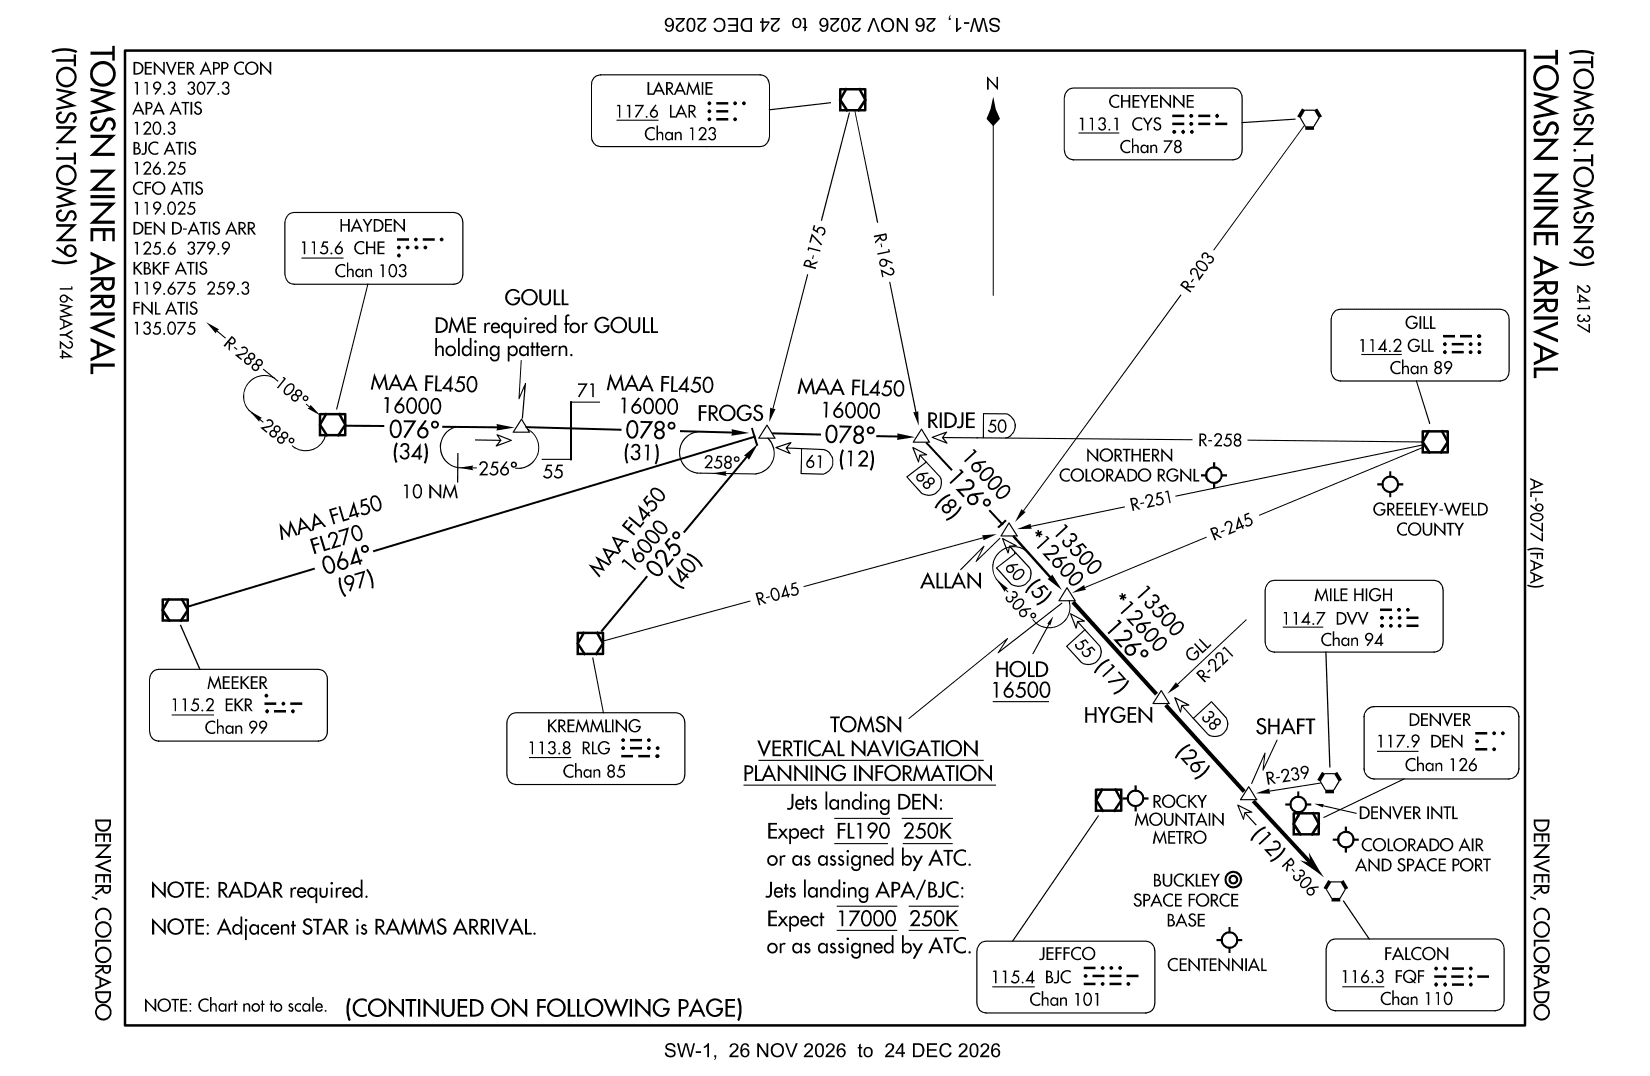 SW-1, 26 NOV 2026 to 24 DEC 2026
(TOMSN.TOMSN9) 16MAY24
TOMSN NINE ARRIVAL
DENVER, COLORADO
DENVER APP CON
119.3 307.3
APA ATIS
120.3
BJC ATIS
126.25
CFO ATIS
119.025
DEN D-ATIS ARR
125.6 379.9
KBKF ATIS
119.675 259.3
FNL ATIS
135.075
LARAMIE
117.6 LAR
Chan 123
N
CHEYENNE
113.1 CYS
Chan 78
HAYDEN
115.6 CHE
Chan 103
GILL
114.2 GLL
Chan 89
R-175
R-162
R-203
GOULL
DME required for GOULL
holding pattern.
R-288
108°
288°
MAA FL450
16000
076°
(34)
256°
10 NM
71
55
MAA FL450
16000
078°
(31)
FROGS
258°
61
MAA FL450
16000
078°
(12)
RIDJE
50
R-258
68
16000
126°
(8)
NORTHERN
COLORADO RGNL
R-251
R-245
GREELEY-WELD
COUNTY
MAA FL450
FL270
064°
(97)
MAA FL450
16000
025°
(40)
R-045
ALLAN
60
(5)
306°
13500
*12600
HOLD
16500
55
(17)
13500
*12600
126°
GLL
R-221
HYGEN
38
(26)
MILE HIGH
114.7 DVV
Chan 94
MEEKER
115.2 EKR
Chan 99
KREMMLING
113.8 RLG
Chan 85
TOMSN
VERTICAL NAVIGATION
PLANNING INFORMATION
Jets landing DEN:
Expect FL190 250K
or as assigned by ATC.
Jets landing APA/BJC:
Expect 17000 250K
or as assigned by ATC.
SHAFT
R-239
DENVER
117.9 DEN
Chan 126
DENVER INTL
ROCKY
MOUNTAIN
METRO
(12)
R-306
COLORADO AIR
AND SPACE PORT
BUCKLEY
SPACE FORCE
BASE
CENTENNIAL
JEFFCO
115.4 BJC
Chan 101
FALCON
116.3 FQF
Chan 110
NOTE: RADAR required.
NOTE: Adjacent STAR is RAMMS ARRIVAL.
NOTE: Chart not to scale.
(CONTINUED ON FOLLOWING PAGE)
(TOMSN.TOMSN9) 24137
TOMSN NINE ARRIVAL
AL-9077 (FAA)
DENVER, COLORADO
SW-1, 26 NOV 2026 to 24 DEC 2026